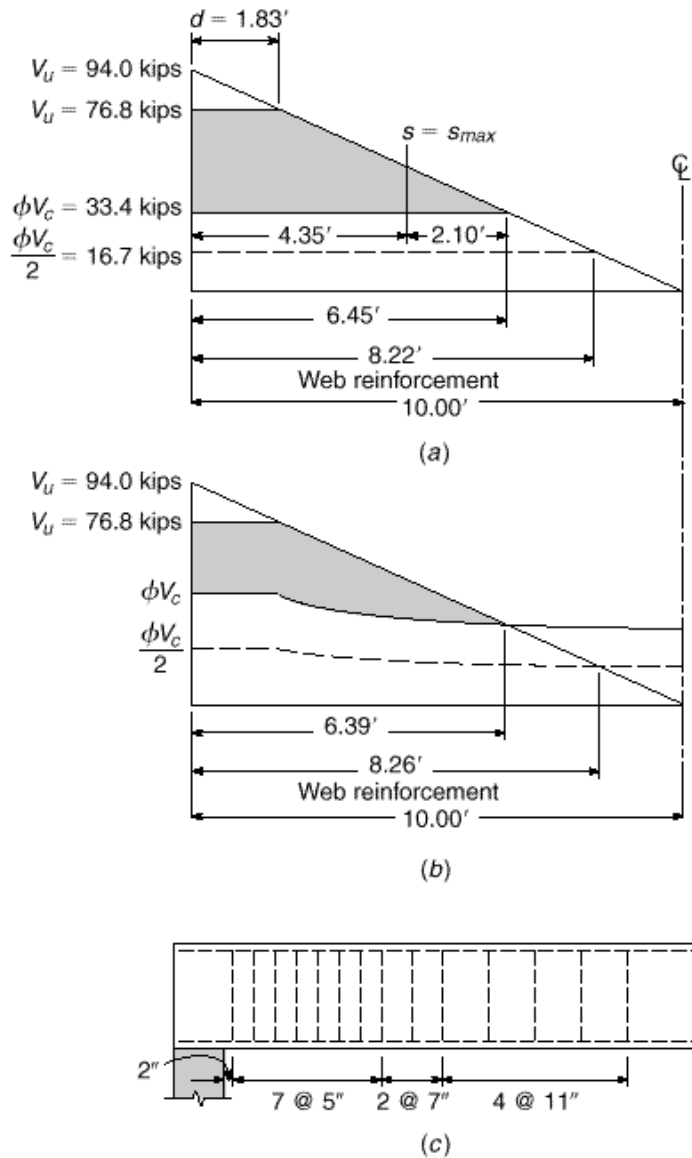 d = 1.83′
V_u = 94.0 kips
V_u = 76.8 kips
s = s_max
℄
ϕV_c = 33.4 kips
ϕV_c/2 = 16.7 kips
4.35′
2.10′
6.45′
8.22′
Web reinforcement
10.00′
(a)
V_u = 94.0 kips
V_u = 76.8 kips
ϕV_c
ϕV_c/2
6.39′
8.26′
Web reinforcement
10.00′
(b)
2″
7 @ 5″ 2 @ 7″ 4 @ 11″
(c)